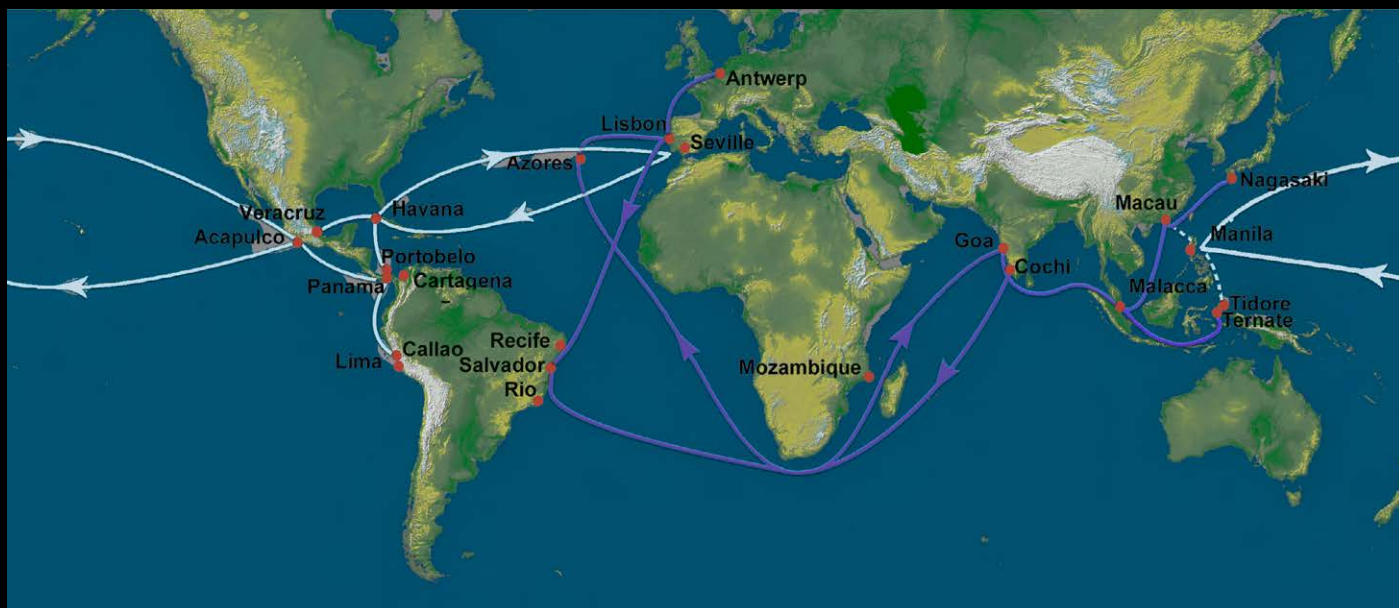 Antwerp
Lisbon
Seville
Azores
Nagasaki
Veracruz
Havana
Macau
Acapulco
Manila
Goa
Portobelo
Cochi
Panama
Cartagena
Malacca
Tidore
Ternate
Recife
Callao
Lima
Salvador
Mozambique
Rio